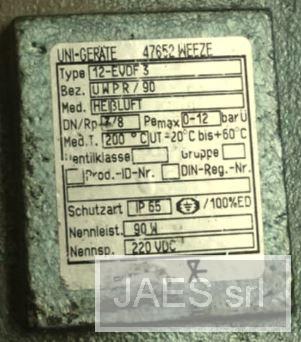 UNI-GERÄTE 47652 WEEZE
Type 12-EVDF 3
Bez. UWPR/90
Med. HEIßLUFT
DN/Rp 3/8 Pemax 0-12 bar Ü
Med.T. 200 °C UT -20°C bis+60°C
Ventilklasse Gruppe
Prod.-ID-Nr. DIN-Reg.-Nr.
Schutzart IP 65 /100%ED
Nennleist. 90 W
Nennsp. 220 VDC
JAES srl